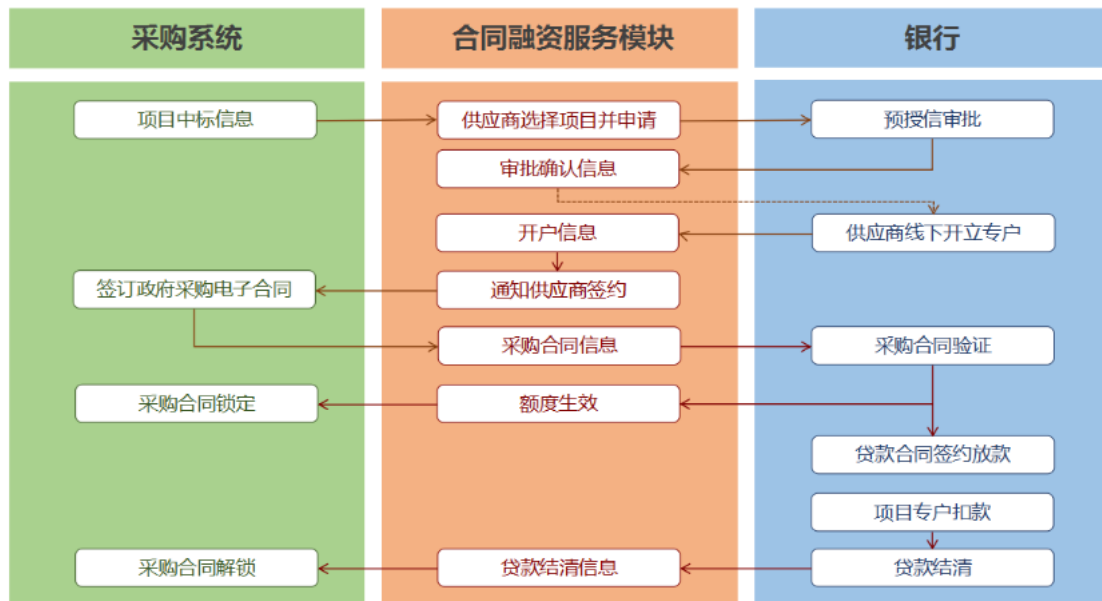 采购系统
合同融资服务模块
银行
项目中标信息
供应商选择项目并申请
预授信审批
审批确认信息
开户信息
供应商线下开立专户
签订政府采购电子合同
通知供应商签约
采购合同信息
采购合同验证
采购合同锁定
额度生效
贷款合同签约放款
项目专户扣款
采购合同解锁
贷款结清信息
贷款结清